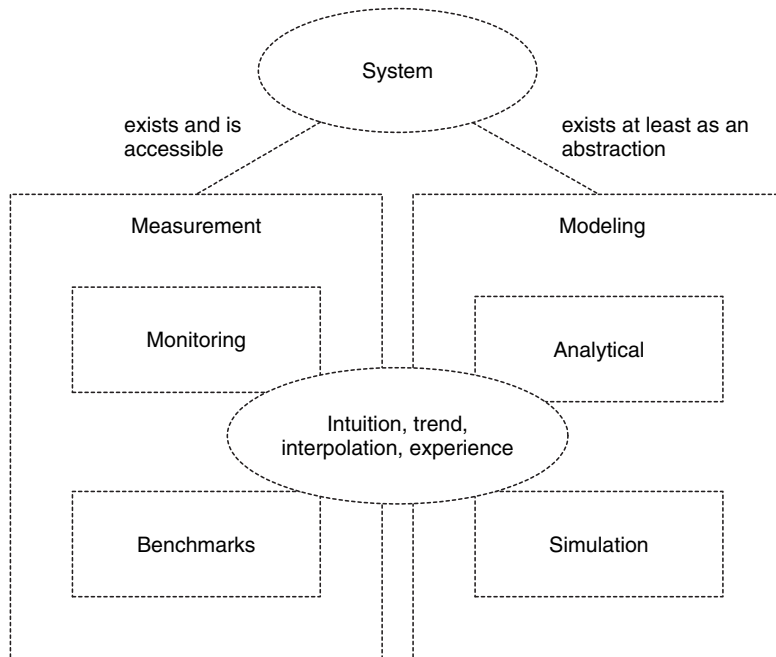 System
exists and is
accessible
exists at least as an
abstraction
Measurement
Modeling
Monitoring
Analytical
Intuition, trend,
interpolation, experience
Benchmarks
Simulation